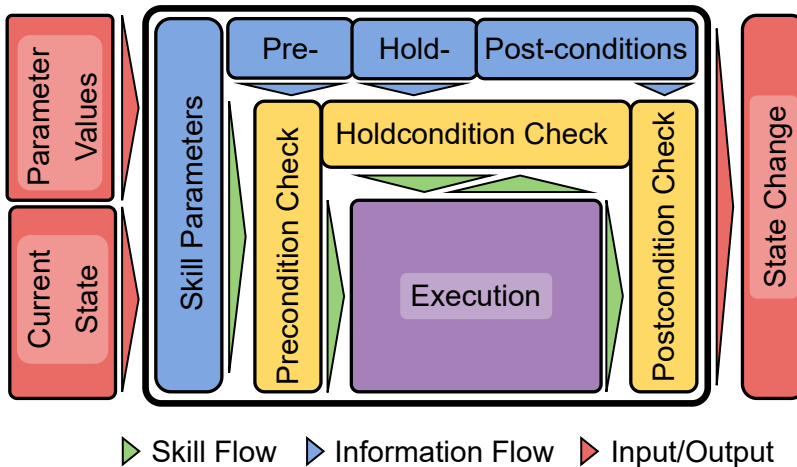 Parameter
Values
Current
State
Skill Parameters
Pre-
Hold-
Post-conditions
Precondition Check
Holdcondition Check
Execution
Postcondition Check
State Change
Skill Flow
Information Flow
Input/Output